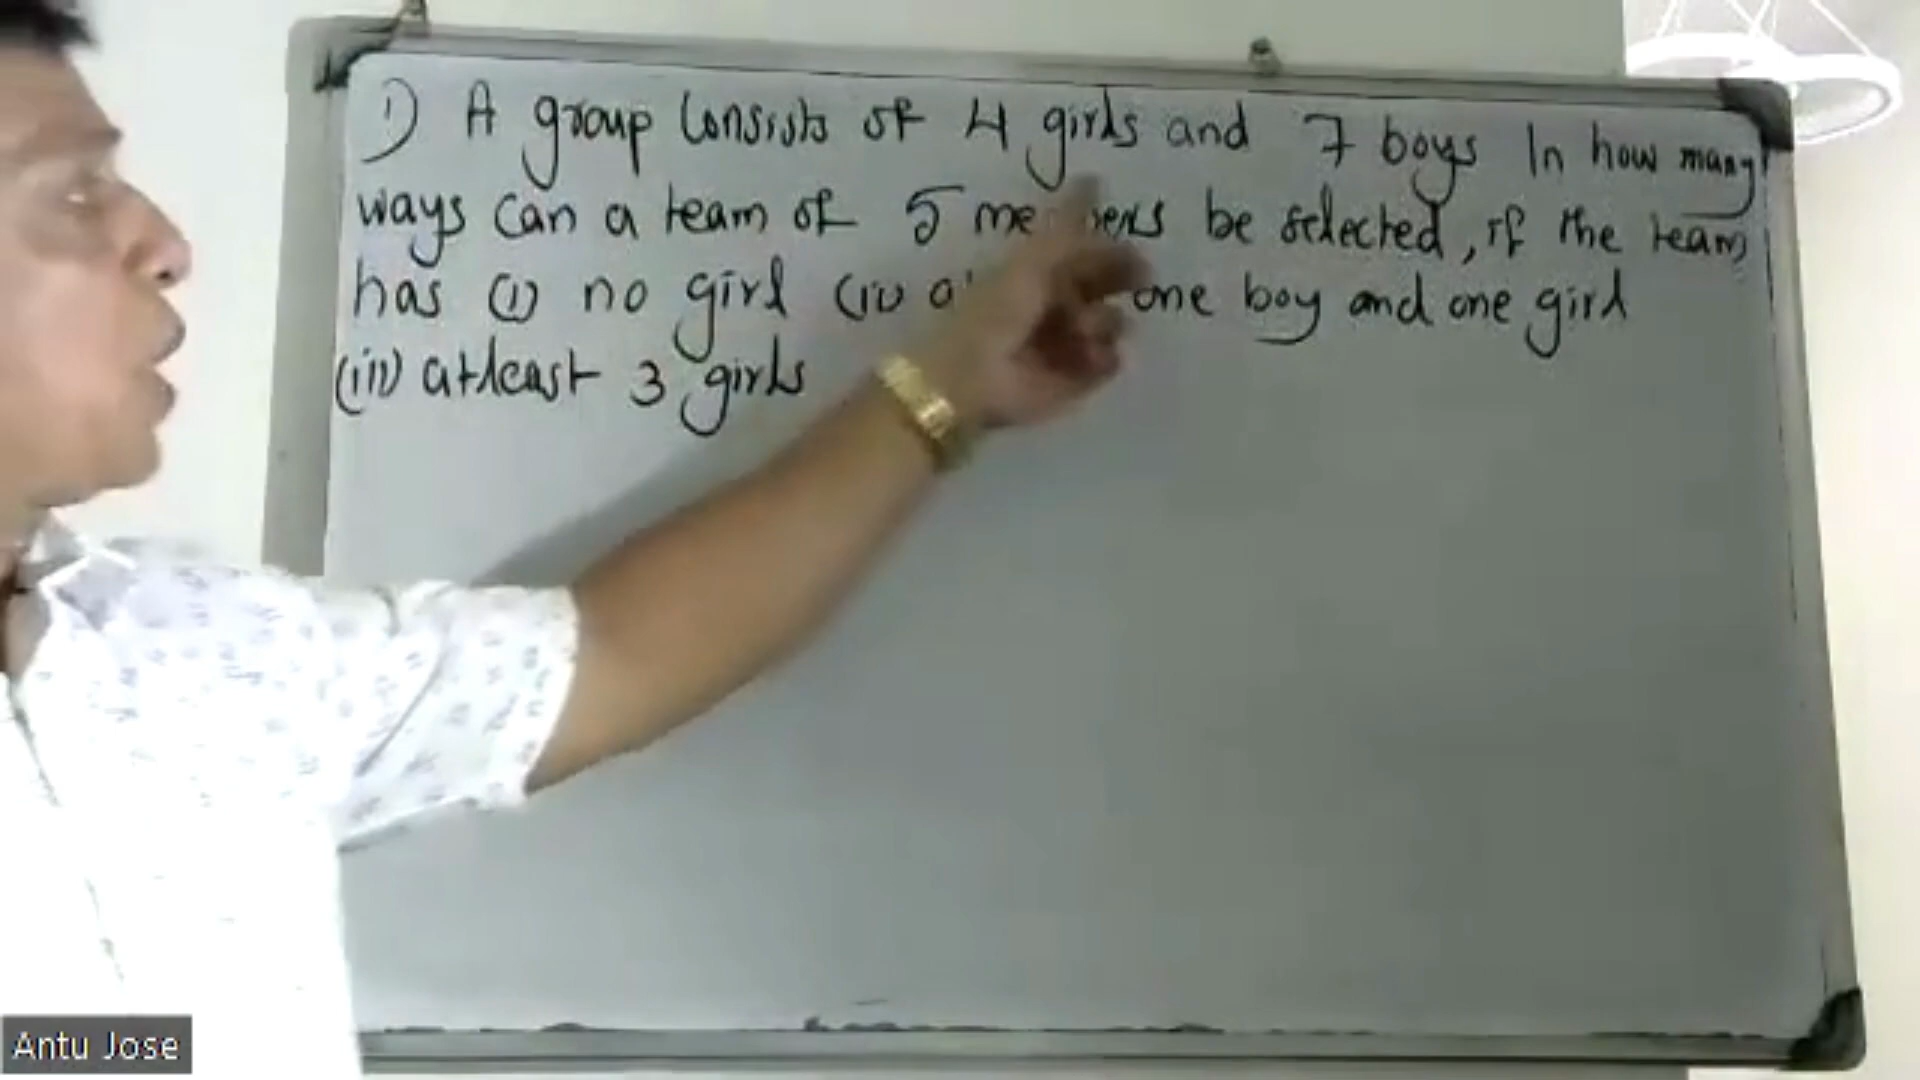 1) A group consists of 4 girls and 7 boys In how many
ways can a team of 5 be selected, if the team
has (i) no girl (ii) one boy and one girl
(iii) atleast 3 girls
Antu Jose